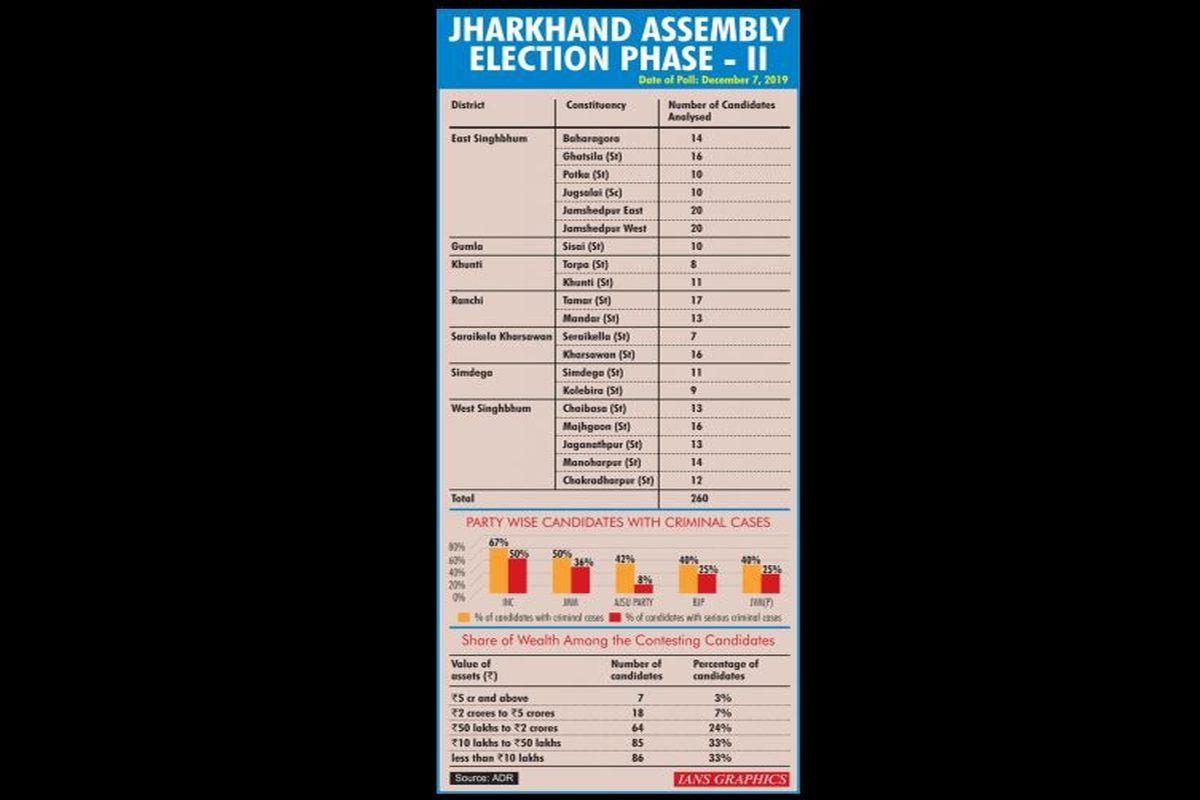 JHARKHAND ASSEMBLY
ELECTION PHASE - II
Date of Poll: December 7, 2019
District Constituency Number of Candidates
Analysed
East Singhbhum Baharagora 14
Ghatsila (St) 16
Potka (St) 10
Jugsalai (Sc) 10
Jamshedpur East 20
Jamshedpur West 20
Gumla Sisai (St) 10
Khunti Torpa (St) 8
Khunti (St) 11
Ranchi Tamar (St) 17
Mandar (St) 13
Saraikela Kharsawan Seraikella (St) 7
Kharsawan (St) 16
Simdega Simdega (St) 11
Kolebira (St) 9
West Singhbhum Chaibasa (St) 13
Majhgaon (St) 16
Jaganathpur (St) 13
Manoharpur (St) 14
Chakradharpur (St) 12
Total 260
PARTY WISE CANDIDATES WITH CRIMINAL CASES
80% 60% 40% 20% 0%
67% 50% 50% 36% 42% 8% 40% 25% 40% 25%
INC JMM AJSU PARTY BJP JVM(P)
% of candidates with criminal cases % of candidates with serious criminal cases
Share of Wealth Among the Contesting Candidates
Value of Number of Percentage of
assets (₹) candidates candidates
₹5 cr and above 7 3%
₹2 crores to ₹5 crores 18 7%
₹50 lakhs to ₹2 crores 64 24%
₹10 lakhs to ₹50 lakhs 85 33%
less than ₹10 lakhs 86 33%
Source: ADR IANS GRAPHICS